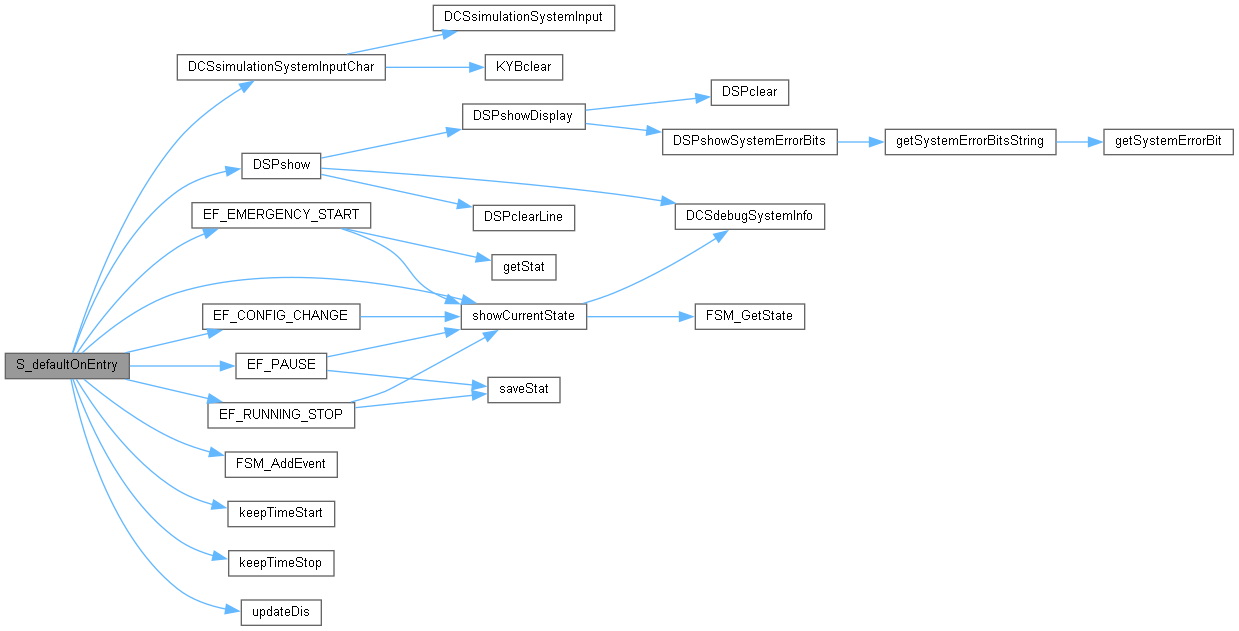 DCSsimulationSystemInput
DCSsimulationSystemInputChar
KYBclear
DSPclear
DSPshowDisplay
DSPshowSystemErrorBits
getSystemErrorBitsString
getSystemErrorBit
DSPshow
EF_EMERGENCY_START
DSPclearLine
DCSdebugSystemInfo
getStat
EF_CONFIG_CHANGE
showCurrentState
FSM_GetState
S_defaultOnEntry
EF_PAUSE
saveStat
EF_RUNNING_STOP
FSM_AddEvent
keepTimeStart
keepTimeStop
updateDis